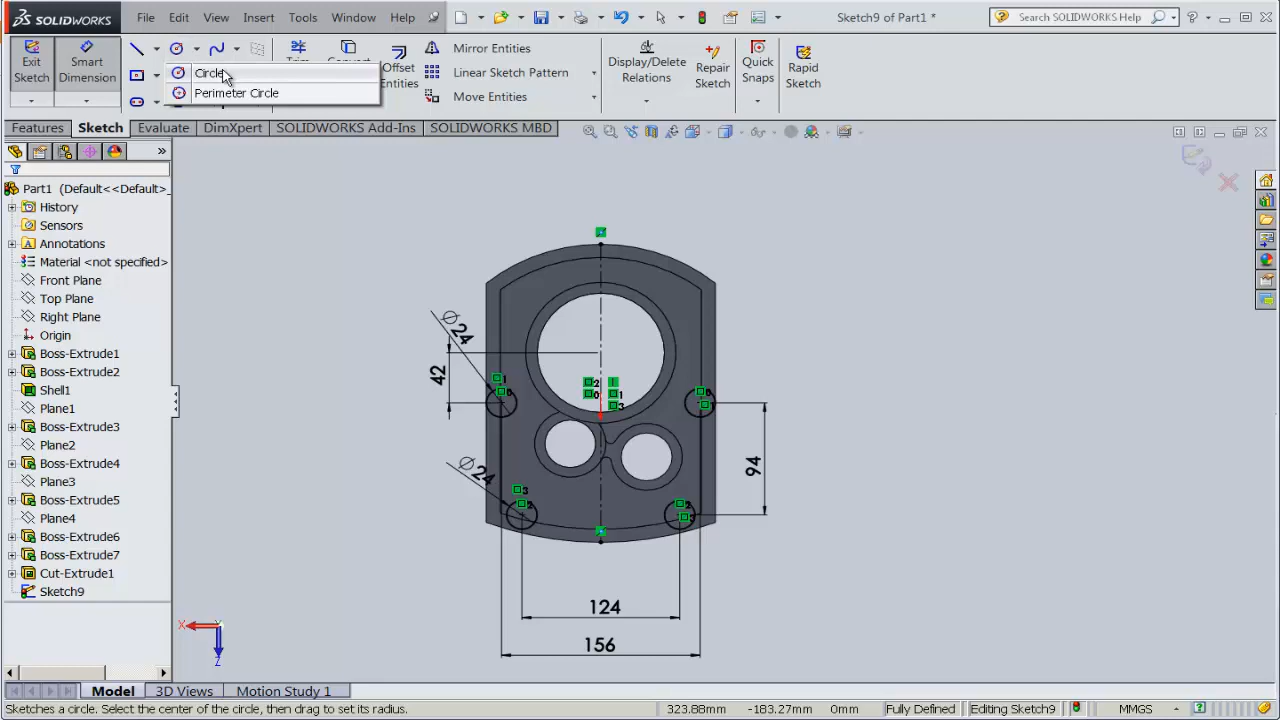 SOLIDWORKS
File Edit View Insert Tools Window Help
Sketch9 of Part1 *
Search SOLIDWORKS Help
Exit Sketch
Smart Dimension
Offset Entities
Mirror Entities
Linear Sketch Pattern
Move Entities
Display/Delete Relations
Repair Sketch
Quick Snaps
Rapid Sketch
Circle
Perimeter Circle
Features Sketch Evaluate DimXpert SOLIDWORKS Add-Ins SOLIDWORKS MBD
Part1 (Default<<Default>_
History
Sensors
Annotations
Material <not specified>
Front Plane
Top Plane
Right Plane
Origin
Boss-Extrude1
Boss-Extrude2
Shell1
Plane1
Boss-Extrude3
Plane2
Boss-Extrude4
Plane3
Boss-Extrude5
Plane4
Boss-Extrude6
Boss-Extrude7
Cut-Extrude1
Sketch9
Ø24
42
Ø24
94
124
156
X
Z
Model 3D Views Motion Study 1
Sketches a circle. Select the center of the circle, then drag to set its radius.
323.88mm -183.27mm 0mm Fully Defined Editing Sketch9 MMGS